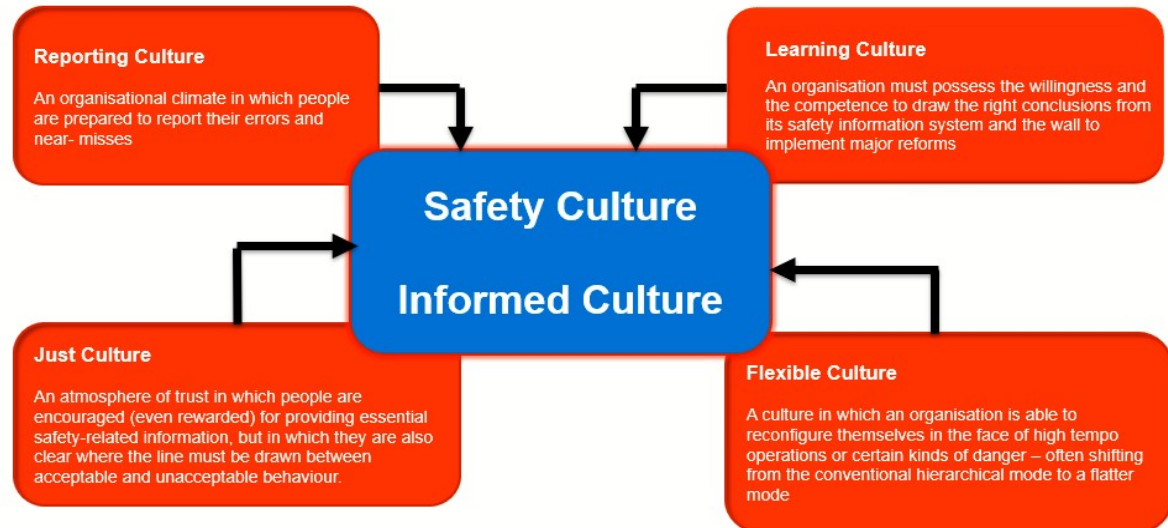 Reporting Culture
An organisational climate in which people
are prepared to report their errors and
near- misses
Learning Culture
An organisation must possess the willingness and
the competence to draw the right conclusions from
its safety information system and the wall to
implement major reforms
Safety Culture
Informed Culture
Just Culture
An atmosphere of trust in which people are
encouraged (even rewarded) for providing essential
safety-related information, but in which they are also
clear where the line must be drawn between
acceptable and unacceptable behaviour.
Flexible Culture
A culture in which an organisation is able to
reconfigure themselves in the face of high tempo
operations or certain kinds of danger – often shifting
from the conventional hierarchical mode to a flatter
mode